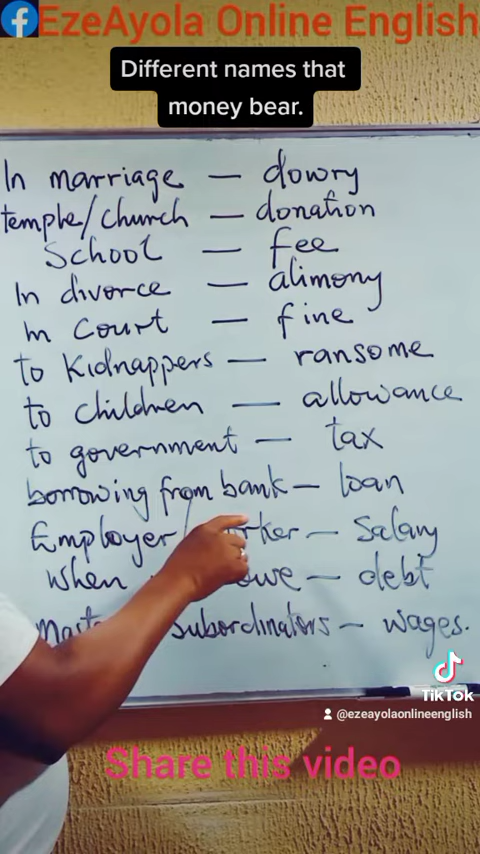 EzeAyola Online English
Different names that
money bear.
In marriage — dowry
temple/church — donation
School — fee
In divorce — alimony
In Court — fine
to Kidnappers — ransome
to children — allowance
to government — tax
borrowing from bank — loan
Employer — Salary
When owe — debt
subordinators — wages.
TikTok
@ezeayolaonlineenglish
Share this video